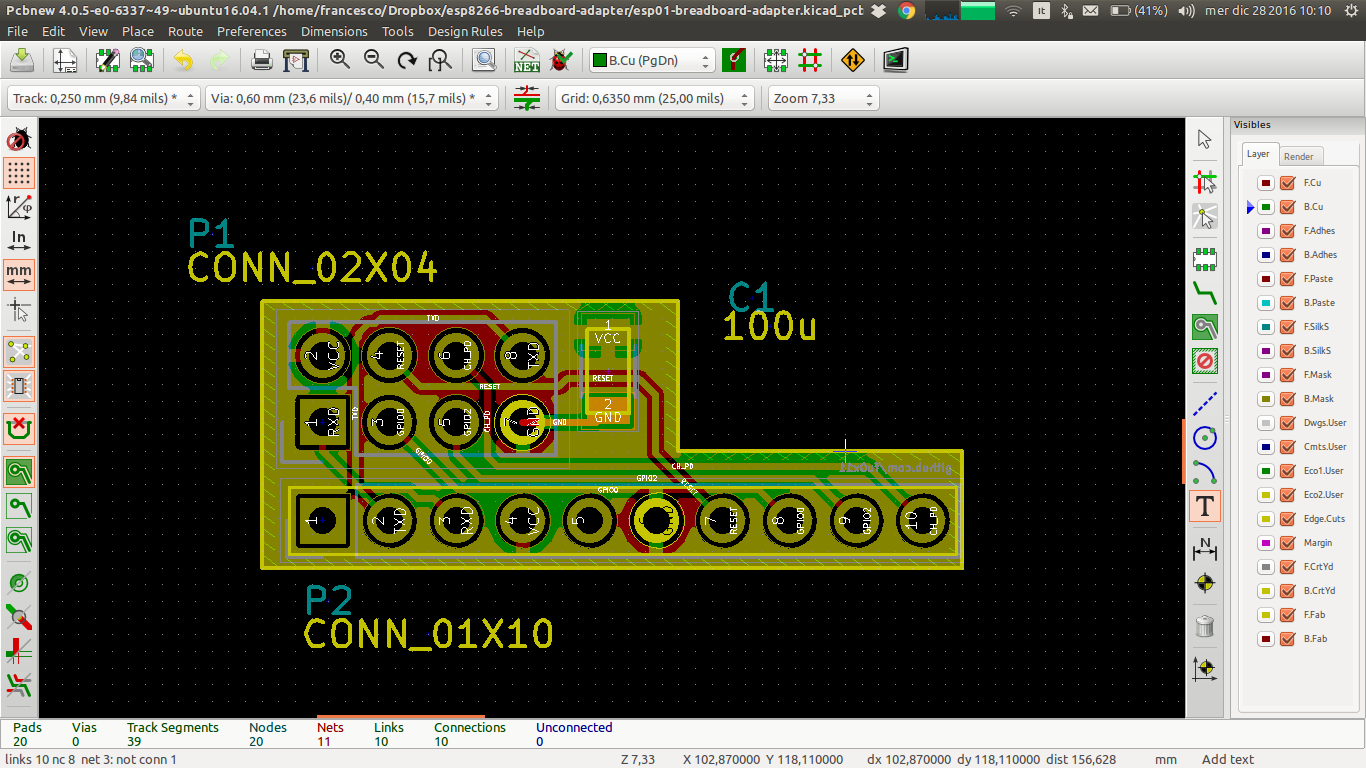 Pcbnew 4.0.5-e0-6337~49~ubuntu16.04.1 /home/francesco/Dropbox/esp8266-breadboard-adapter/esp01-breadboard-adapter.kicad_pcb
It (41%) mer dic 28 2016 10:10
File Edit View Place Route Preferences Dimensions Tools Design Rules Help
NET B.Cu (PgDn)
Track: 0,250 mm (9,84 mils) * Via: 0,60 mm (23,6 mils)/ 0,40 mm (15,7 mils) * Grid: 0,6350 mm (25,00 mils) Zoom 7,33
In
mm
Visibles
Layer Render
F.Cu
B.Cu
F.Adhes
B.Adhes
F.Paste
B.Paste
F.SilkS
B.SilkS
F.Mask
B.Mask
Dwgs.User
Cmts.User
Eco1.User
Eco2.User
Edge.Cuts
Margin
F.CrtYd
B.CrtYd
F.Fab
B.Fab
T
N
P1
CONN_02X04
C1
100u
TXD
2 VCC 4 RESET 6 CH_PD 8 TXD
1
VCC
RESET
RESET
2
GND
1 RXD TXD 3 GPIO0 5 GPIO2 CH_PD 7 GND GND
GPIO0
CH_PD
GPIO2
RESET
GPIO0
1 2 TXD 3 RXD 4 VCC 5 6 GND 7 RESET 8 GPIO0 9 GPIO2 10 CH_PD
P2
CONN_01X10
Pads Vias Track Segments Nodes Nets Links Connections Unconnected
20 0 39 20 11 10 10 0
links 10 nc 8 net 3: not conn 1 Z 7,33 X 102,870000 Y 118,110000 dx 102,870000 dy 118,110000 dist 156,628 mm Add text